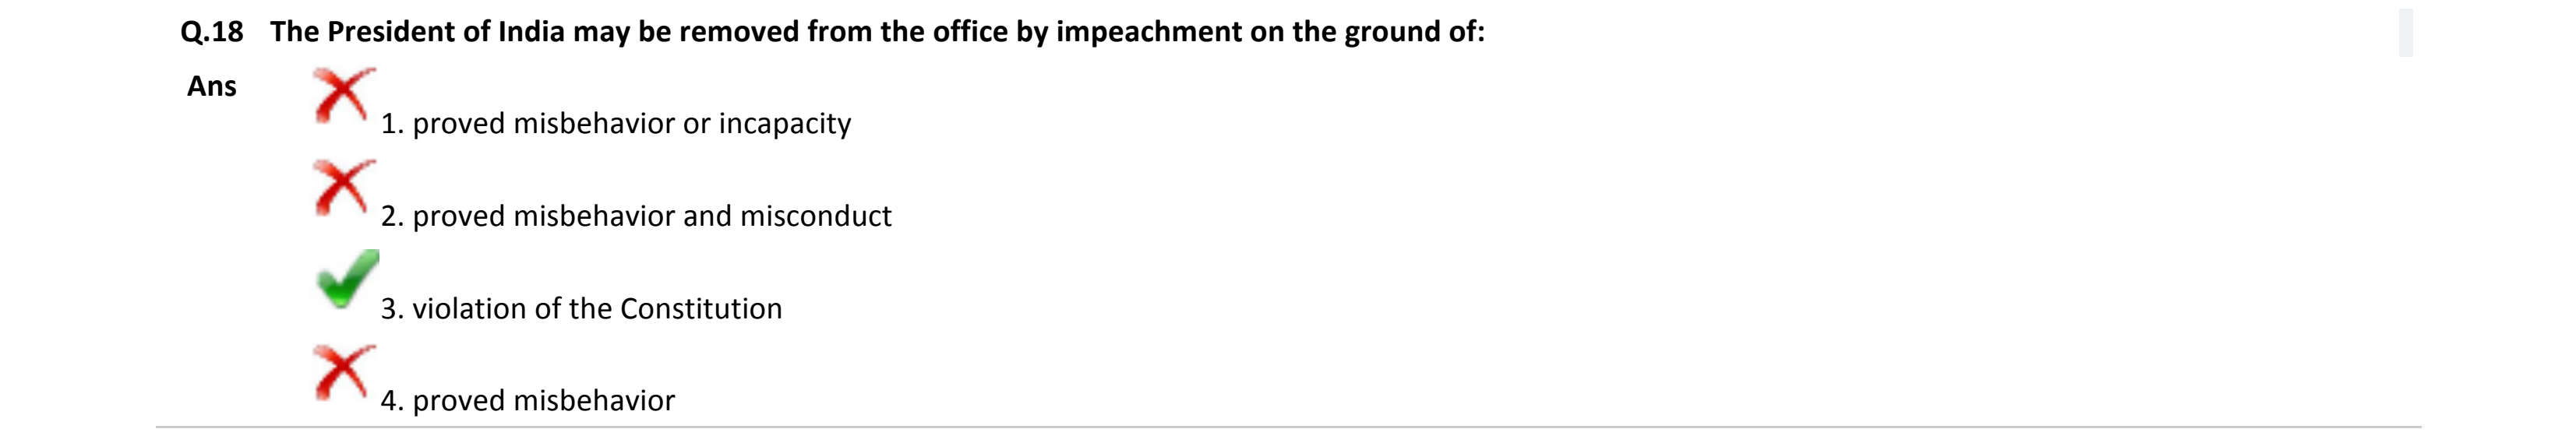 Q.18 The President of India may be removed from the office by impeachment on the ground of:
Ans
1. proved misbehavior or incapacity
2. proved misbehavior and misconduct
3. violation of the Constitution
4. proved misbehavior